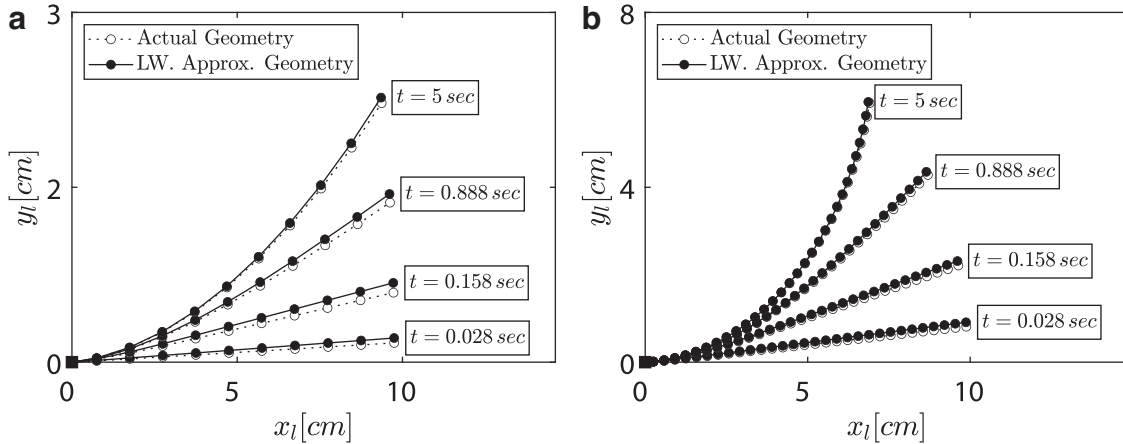 a
3
Actual Geometry
LW. Approx. Geometry
t = 5 sec
t = 0.888 sec
2
y_l[cm]
t = 0.158 sec
t = 0.028 sec
0
0
5
10
x_l[cm]
b
8
Actual Geometry
LW. Approx. Geometry
t = 5 sec
t = 0.888 sec
4
y_l[cm]
t = 0.158 sec
t = 0.028 sec
0
0
5
10
x_l[cm]